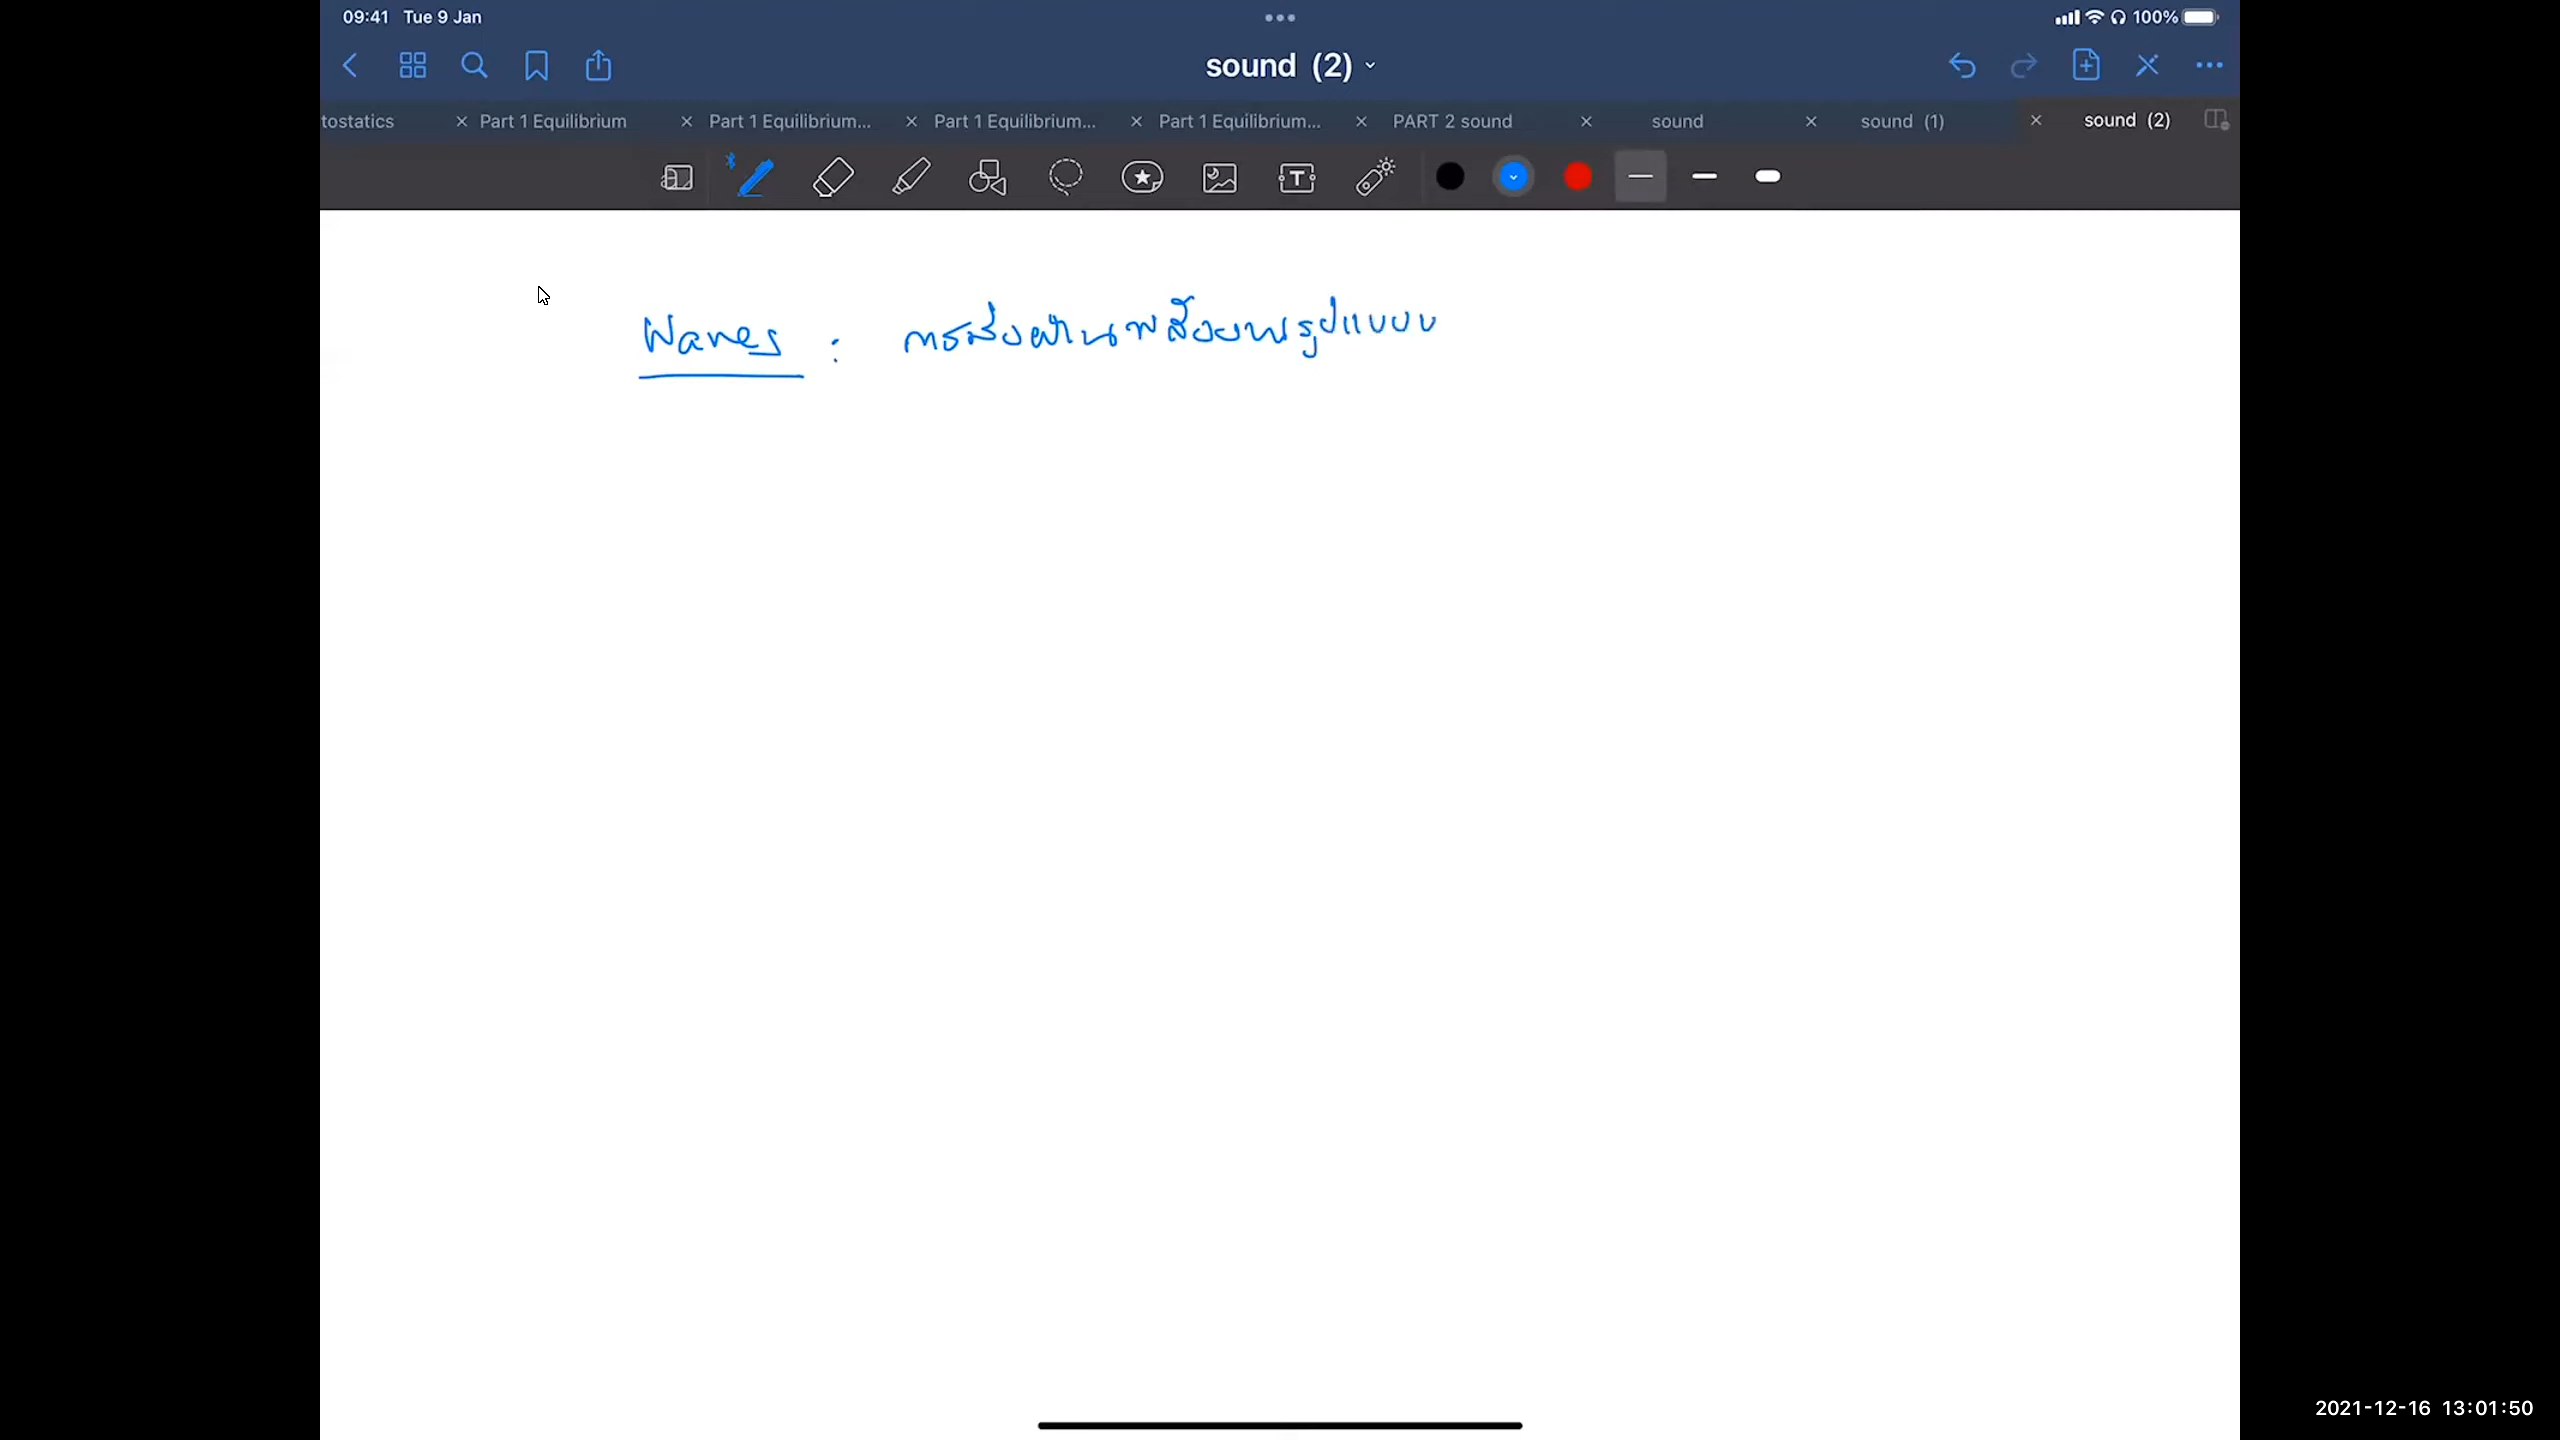 09:41 Tue 9 Jan
100%
sound (2)
tostatics
Part 1 Equilibrium
Part 1 Equilibrium...
Part 1 Equilibrium...
Part 1 Equilibrium...
PART 2 sound
sound
sound (1)
sound (2)
Waves : การส่งผ่านพลังงานรูปแบบบ
2021-12-16 13:01:50